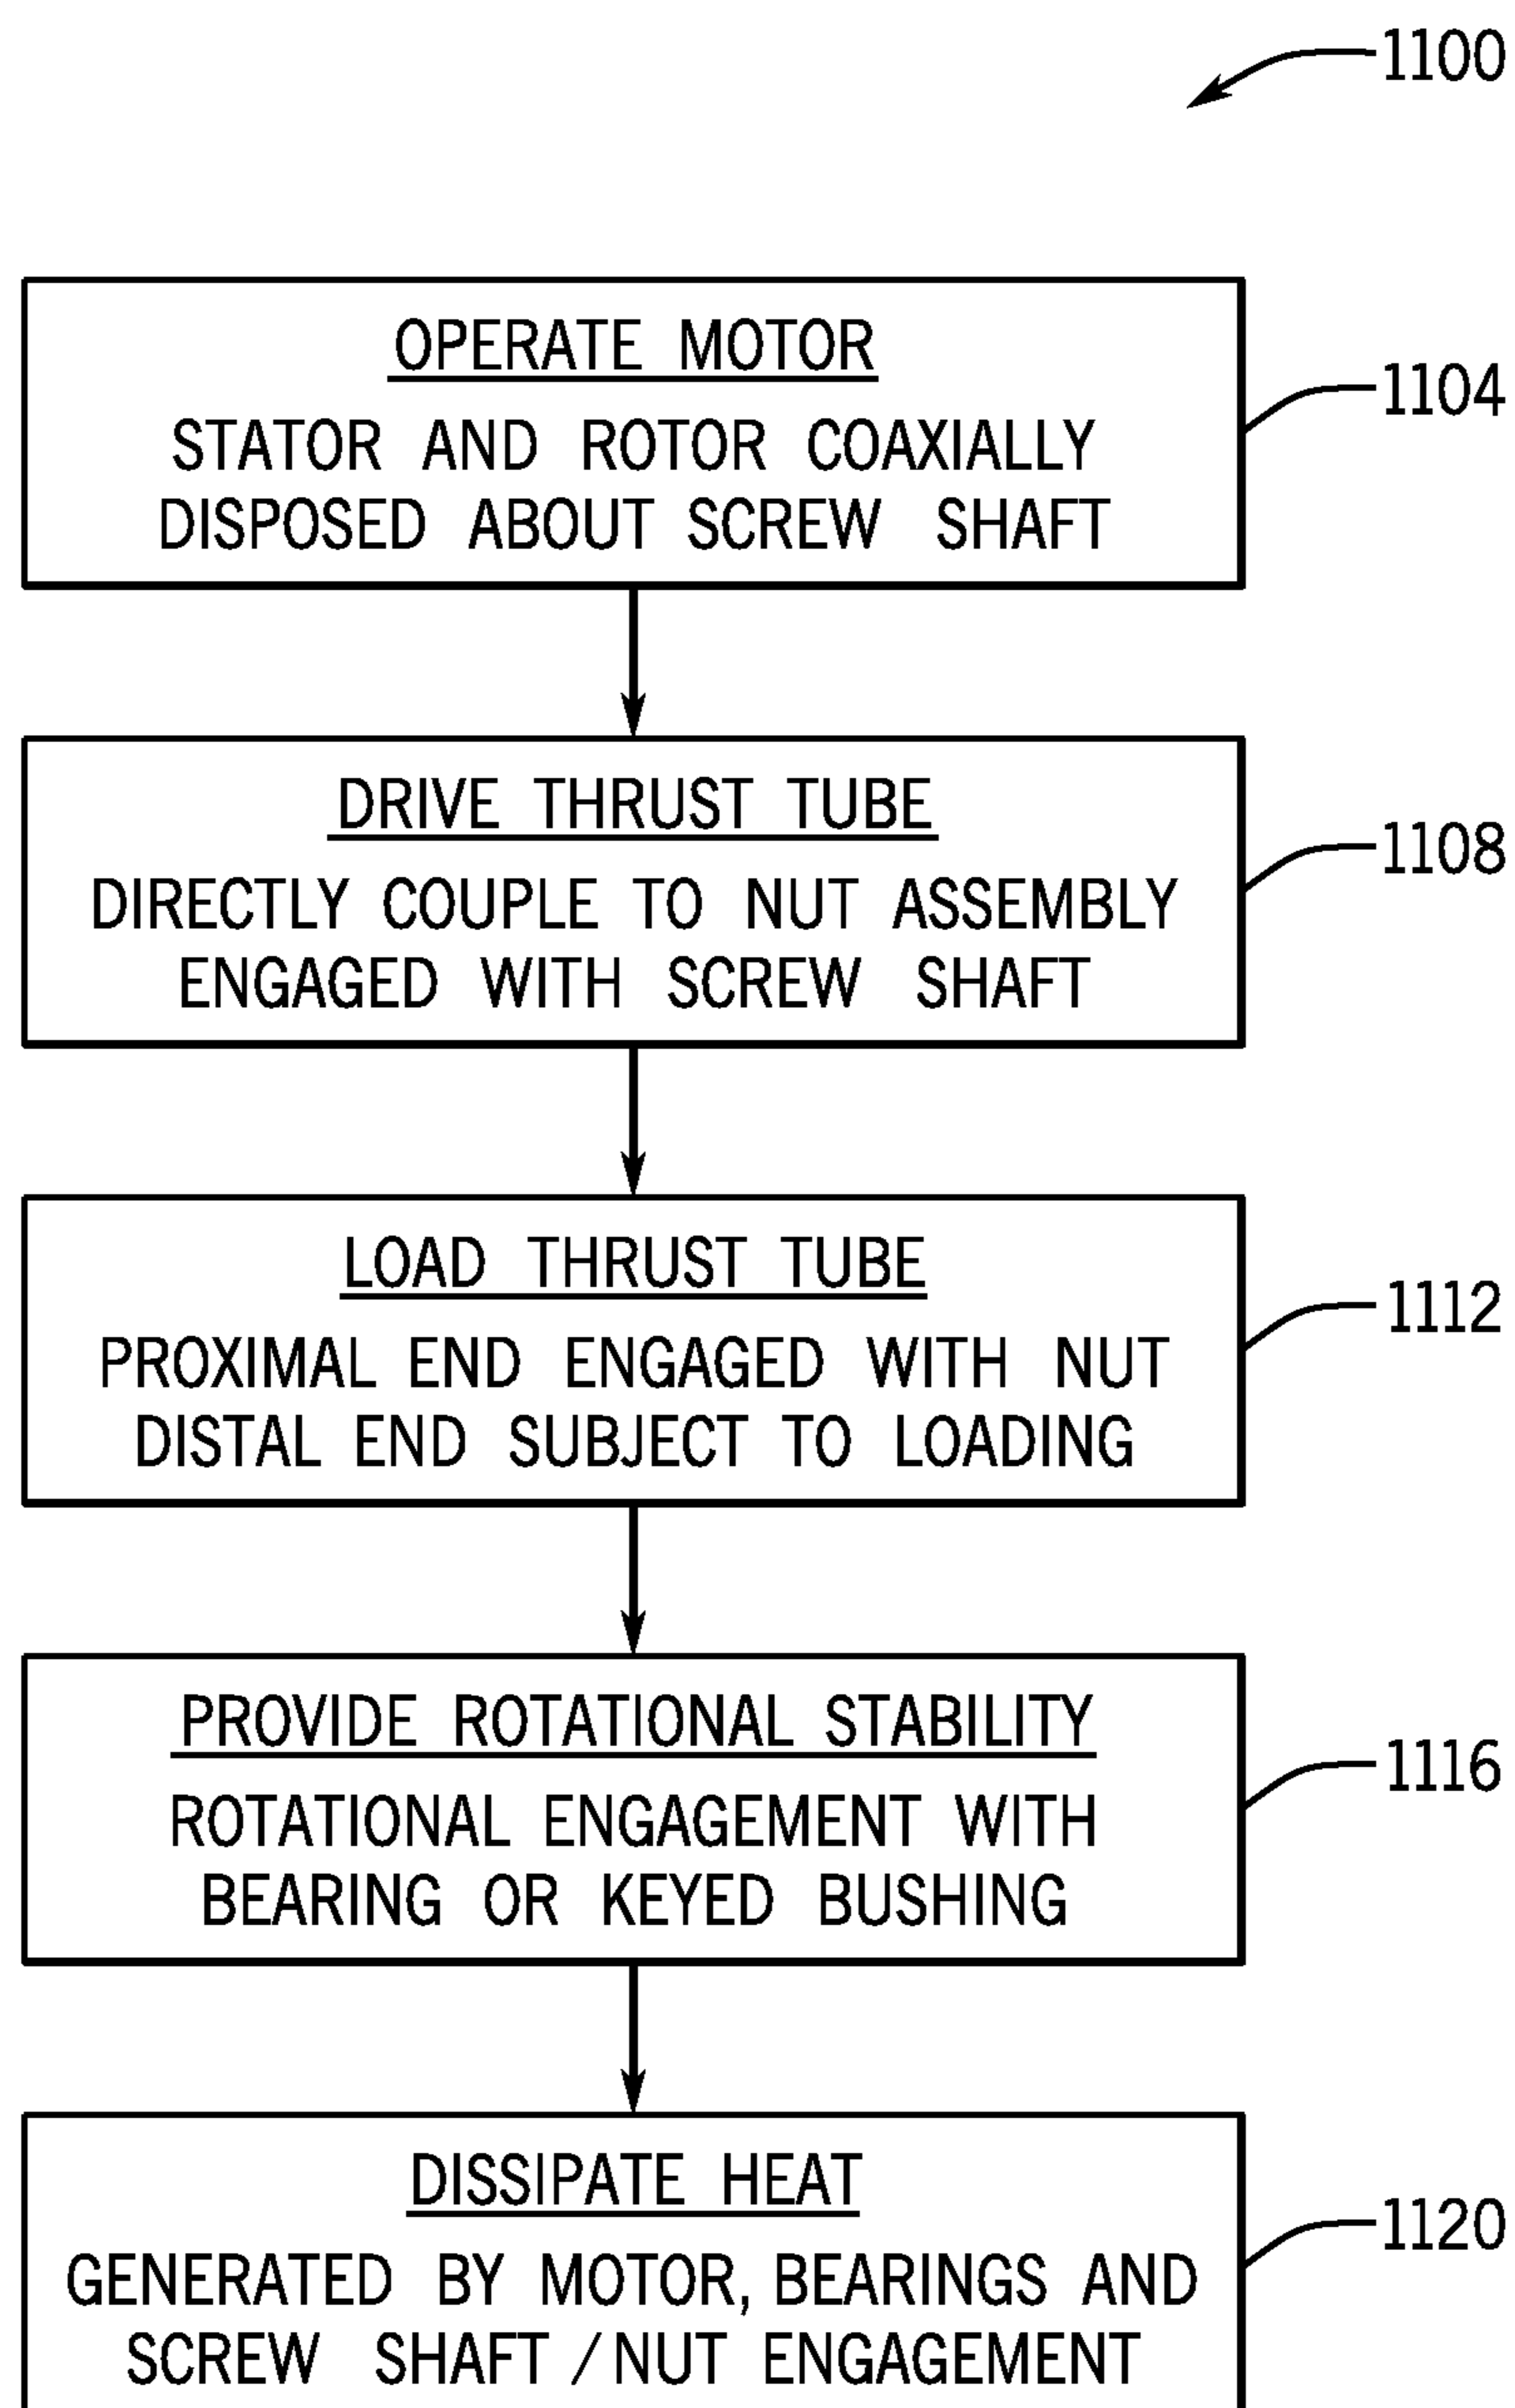 1100
OPERATE MOTOR
STATOR AND ROTOR COAXIALLY
DISPOSED ABOUT SCREW SHAFT
1104
DRIVE THRUST TUBE
DIRECTLY COUPLE TO NUT ASSEMBLY
ENGAGED WITH SCREW SHAFT
1108
LOAD THRUST TUBE
PROXIMAL END ENGAGED WITH NUT
DISTAL END SUBJECT TO LOADING
1112
PROVIDE ROTATIONAL STABILITY
ROTATIONAL ENGAGEMENT WITH
BEARING OR KEYED BUSHING
1116
DISSIPATE HEAT
GENERATED BY MOTOR, BEARINGS AND
SCREW SHAFT / NUT ENGAGEMENT
1120